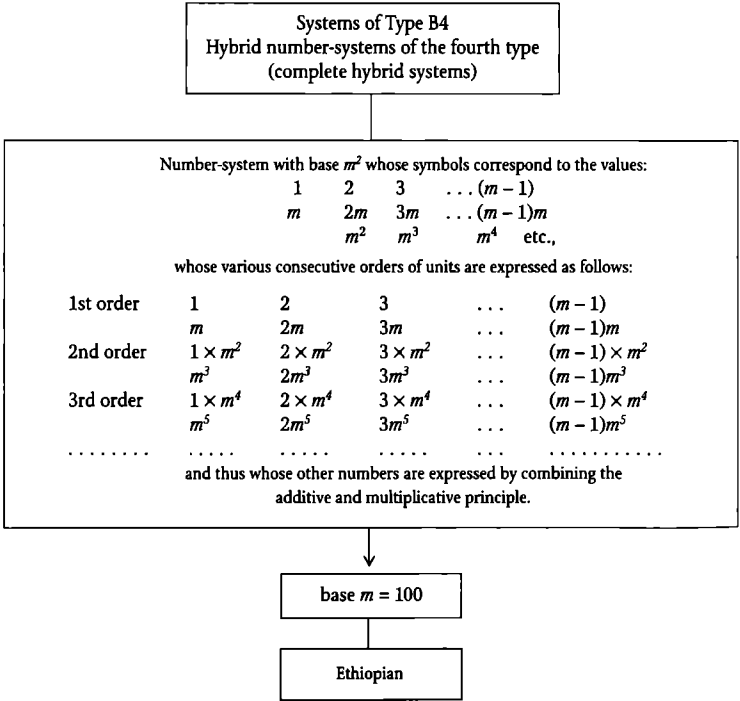 Systems of Type B4
Hybrid number-systems of the fourth type
(complete hybrid systems)
Number-system with base m² whose symbols correspond to the values:
1 2 3 ... (m – 1)
m 2m 3m ... (m – 1)m
m² m³ m⁴ etc.,
whose various consecutive orders of units are expressed as follows:
1st order 1 2 3 ... (m – 1)
m 2m 3m ... (m – 1)m
2nd order 1 × m² 2 × m² 3 × m² ... (m – 1) × m²
m³ 2m³ 3m³ ... (m – 1)m³
3rd order 1 × m⁴ 2 × m⁴ 3 × m⁴ ... (m – 1) × m⁴
m⁵ 2m⁵ 3m⁵ ... (m – 1)m⁵
........ ..... ..... ..... ... ...........
and thus whose other numbers are expressed by combining the
additive and multiplicative principle.
base m = 100
Ethiopian